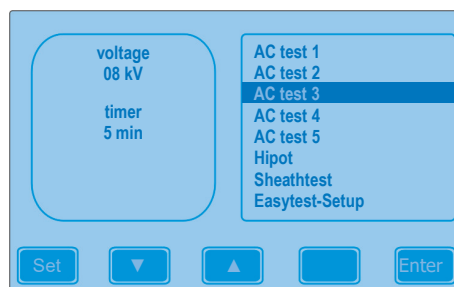 voltage
08 kV
timer
5 min
AC test 1
AC test 2
AC test 3
AC test 4
AC test 5
Hipot
Sheathtest
Easytest-Setup
Set
▼
▲
Enter